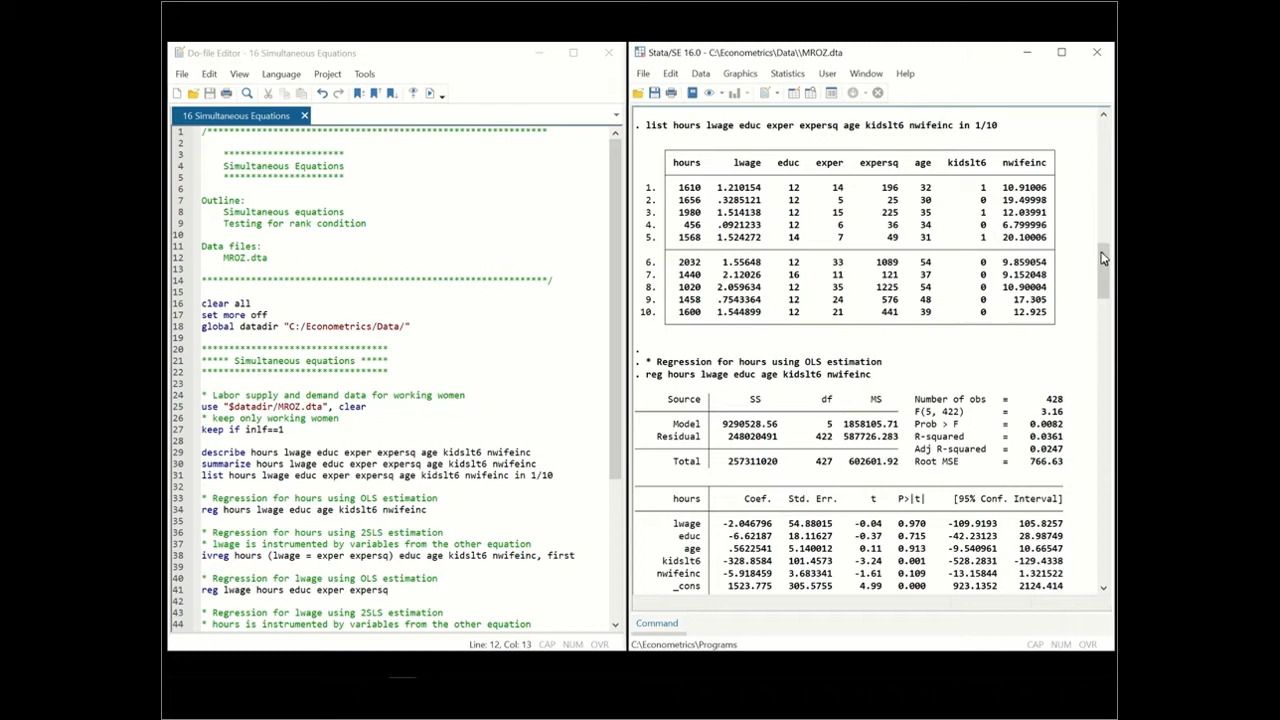 Do-file Editor - 16 Simultaneous Equations
File Edit View Language Project Tools
16 Simultaneous Equations
1 /*******************************************************************
2
3 **********************
4 Simultaneous Equations
5 **********************
6
7 Outline:
8 Simultaneous equations
9 Testing for rank condition
10
11 Data files:
12 MROZ.dta
13
14 *******************************************************************/
15
16 clear all
17 set more off
18 global datadir "C:/Econometrics/Data/"
19
20 **********************************
21 ***** Simultaneous equations *****
22 **********************************
23
24 * Labor supply and demand data for working women
25 use "$datadir/MROZ.dta", clear
26 * keep only working women
27 keep if inlf==1
28
29 describe hours lwage educ exper expersq age kidslt6 nwifeinc
30 summarize hours lwage educ exper expersq age kidslt6 nwifeinc
31 list hours lwage educ exper expersq age kidslt6 nwifeinc in 1/10
32
33 * Regression for hours using OLS estimation
34 reg hours lwage educ age kidslt6 nwifeinc
35
36 * Regression for hours using 2SLS estimation
37 * lwage is instrumented by variables from the other equation
38 ivreg hours (lwage = exper expersq) educ age kidslt6 nwifeinc, first
39
40 * Regression for lwage using OLS estimation
41 reg lwage hours educ exper expersq
42
43 * Regression for lwage using 2SLS estimation
44 * hours is instrumented by variables from the other equation
Line: 12, Col: 13 CAP NUM OVR
Stata/SE 16.0 - C:\Econometrics\Data\\MROZ.dta
File Edit Data Graphics Statistics User Window Help
. list hours lwage educ exper expersq age kidslt6 nwifeinc in 1/10
hours lwage educ exper expersq age kidslt6 nwifeinc
1. 1610 1.210154 12 14 196 32 1 10.91006
2. 1656 .3285121 12 5 25 30 0 19.49998
3. 1980 1.514138 12 15 225 35 1 12.03991
4. 456 .0921233 12 6 36 34 0 6.799996
5. 1568 1.524272 14 7 49 31 1 20.10006
6. 2032 1.55648 12 33 1089 54 0 9.859054
7. 1440 2.12026 16 11 121 37 0 9.152048
8. 1020 2.059634 12 35 1225 54 0 10.90004
9. 1458 .7543364 12 24 576 48 0 17.305
10. 1600 1.544899 12 21 441 39 0 12.925
.
. * Regression for hours using OLS estimation
. reg hours lwage educ age kidslt6 nwifeinc
Source SS df MS Number of obs = 428
F(5, 422) = 3.16
Model 9290528.56 5 1858105.71 Prob > F = 0.0082
Residual 248020491 422 587726.283 R-squared = 0.0361
Adj R-squared = 0.0247
Total 257311020 427 602601.92 Root MSE = 766.63
hours Coef. Std. Err. t P>|t| [95% Conf. Interval]
lwage -2.046796 54.88015 -0.04 0.970 -109.9193 105.8257
educ -6.62187 18.11627 -0.37 0.715 -42.23123 28.98749
age .5622541 5.140012 0.11 0.913 -9.540961 10.66547
kidslt6 -328.8584 101.4573 -3.24 0.001 -528.2831 -129.4338
nwifeinc -5.918459 3.683341 -1.61 0.109 -13.15844 1.321522
_cons 1523.775 305.5755 4.99 0.000 923.1352 2124.414
Command
C:\Econometrics\Programs CAP NUM OVR